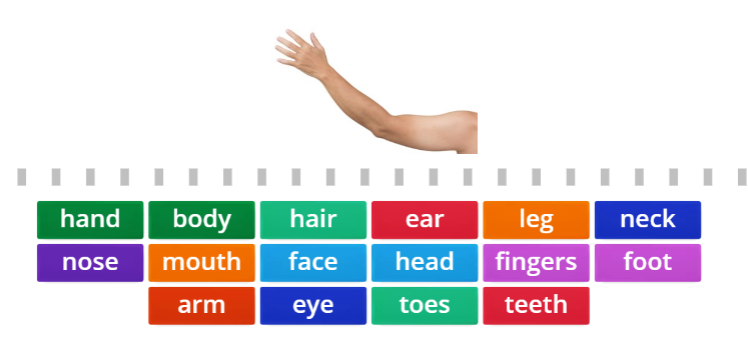 hand body hair ear leg neck
nose mouth face head fingers foot
arm eye toes teeth